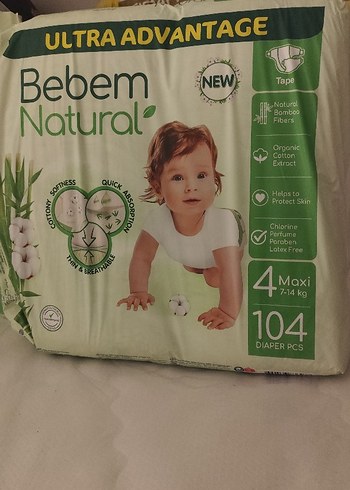 ULTRA ADVANTAGE
Bebem
Natural
NEW
Tape
Natural
Bamboo
Fibers
Organic
Cotton
Extract
Helps to
Protect Skin
Chlorine
Perfume
Paraben
Latex Free
COTTONY SOFTNESS
QUICK ABSORPTION
THIN & BREATHABLE
4 Maxi
7-14 kg
104
DIAPER PCS